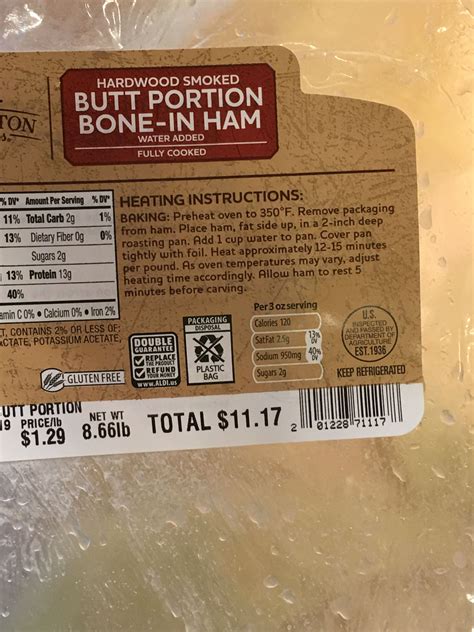 HARDWOOD SMOKED
BUTT PORTION
BONE-IN HAM
WATER ADDED
FULLY COOKED
TON
% DV* Amount Per Serving % DV*
11% Total Carb 2g 1%
13% Dietary Fiber 0g 0%
Sugars 2g
13% Protein 13g
40%
amin C 0% • Calcium 0% • Iron 2%
T, CONTAINS 2% OR LESS OF:
ACTATE, POTASSIUM ACETATE,
HEATING INSTRUCTIONS:
BAKING: Preheat oven to 350°F. Remove packaging
from ham. Place ham, fat side up, in a 2-inch deep
roasting pan. Add 1 cup water to pan. Cover pan
tightly with foil. Heat approximately 12-15 minutes
per pound. As oven temperatures may vary, adjust
heating time accordingly. Allow ham to rest 5
minutes before carving.
GLUTEN FREE
DOUBLE
GUARANTEE
REPLACE
THE PRODUCT
REFUND
YOUR MONEY
WWW.ALDI.us
PACKAGING
DISPOSAL
PLASTIC
BAG
Per 3 oz serving
Calories 120
Sat Fat 2.5g 13% DV
Sodium 950mg 40% DV
Sugars 2g
U.S.
INSPECTED
AND PASSED BY
DEPARTMENT OF
AGRICULTURE
EST.1936
KEEP REFRIGERATED
UTT PORTION
19 PRICE/lb NET WT
$1.29 8.66lb TOTAL $11.17
2 01228 71117